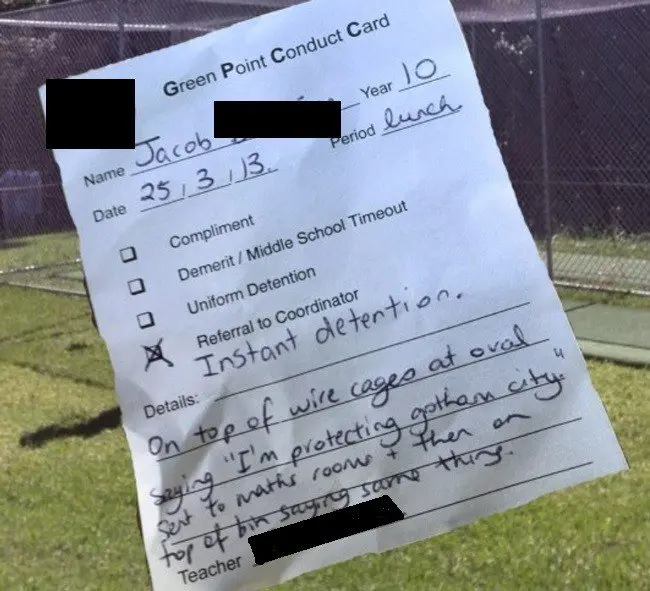 Green Point Conduct Card
Name Jacob Year 10
Date 25/3/13. Period lunch
Compliment
Demerit / Middle School Timeout
Uniform Detention
Referral to Coordinator
Instant detention.
Details:
On top of wire cages at oval
saying "I'm protecting gotham city."
Sent to maths rooms + then on
top of bin saying same thing.
Teacher